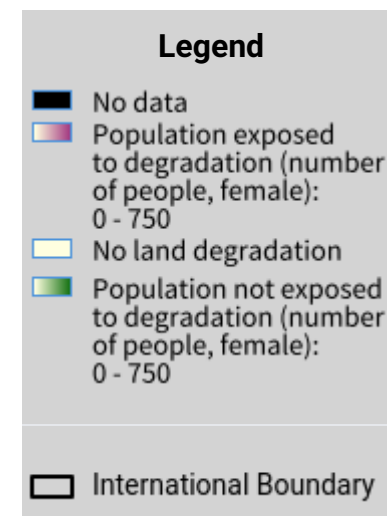 Legend
No data
Population exposed
to degradation (number
of people, female):
0 - 750
No land degradation
Population not exposed
to degradation (number
of people, female):
0 - 750
International Boundary